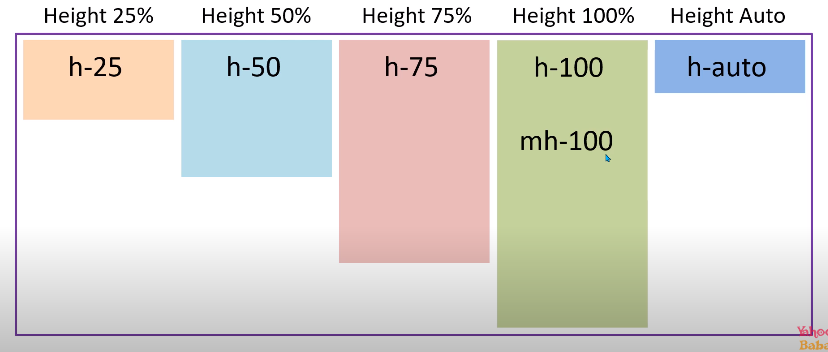 Height 25% Height 50% Height 75% Height 100% Height Auto
h-25 h-50 h-75 h-100 h-auto
mh-100
Yahoo
Baba